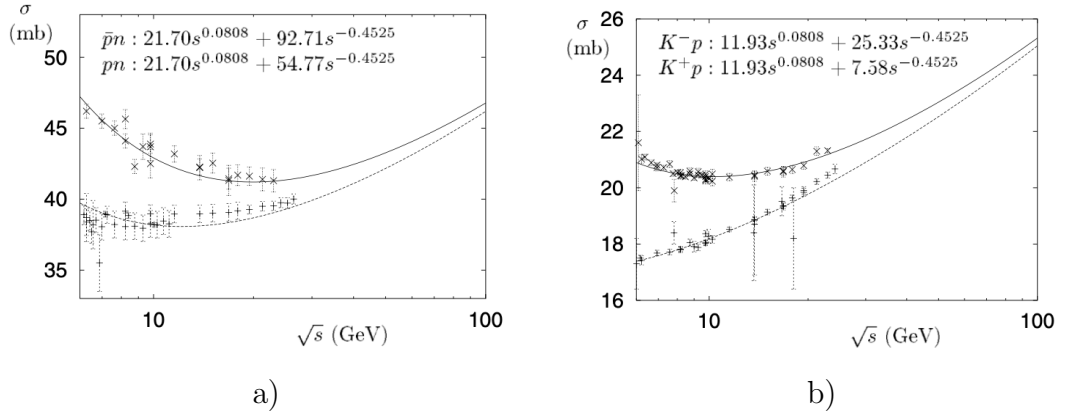 σ
(mb)
p̄n : 21.70s^0.0808 + 92.71s^−0.4525
pn : 21.70s^0.0808 + 54.77s^−0.4525
50
45
40
35
10
100
√s (GeV)
a)
σ
(mb)
K⁻p : 11.93s^0.0808 + 25.33s^−0.4525
K⁺p : 11.93s^0.0808 + 7.58s^−0.4525
26
24
22
20
18
16
10
100
√s (GeV)
b)